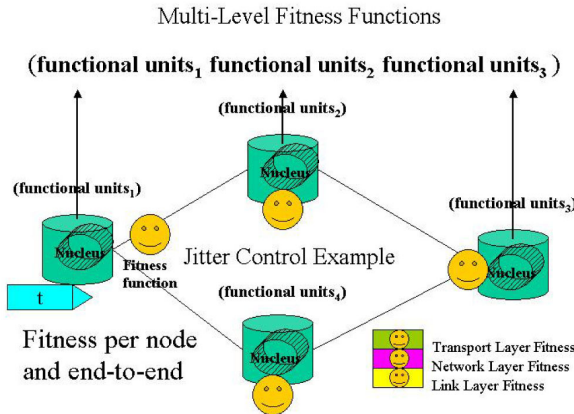 Multi-Level Fitness Functions
(functional units₁ functional units₂ functional units₃)
(functional units₂)
Nucleus
(functional units₁)
(functional units₃)
Nucleus
Fitness
function
Jitter Control Example
Nucleus
t
(functional units₄)
Fitness per node
and end-to-end
Nucleus
Transport Layer Fitness
Network Layer Fitness
Link Layer Fitness